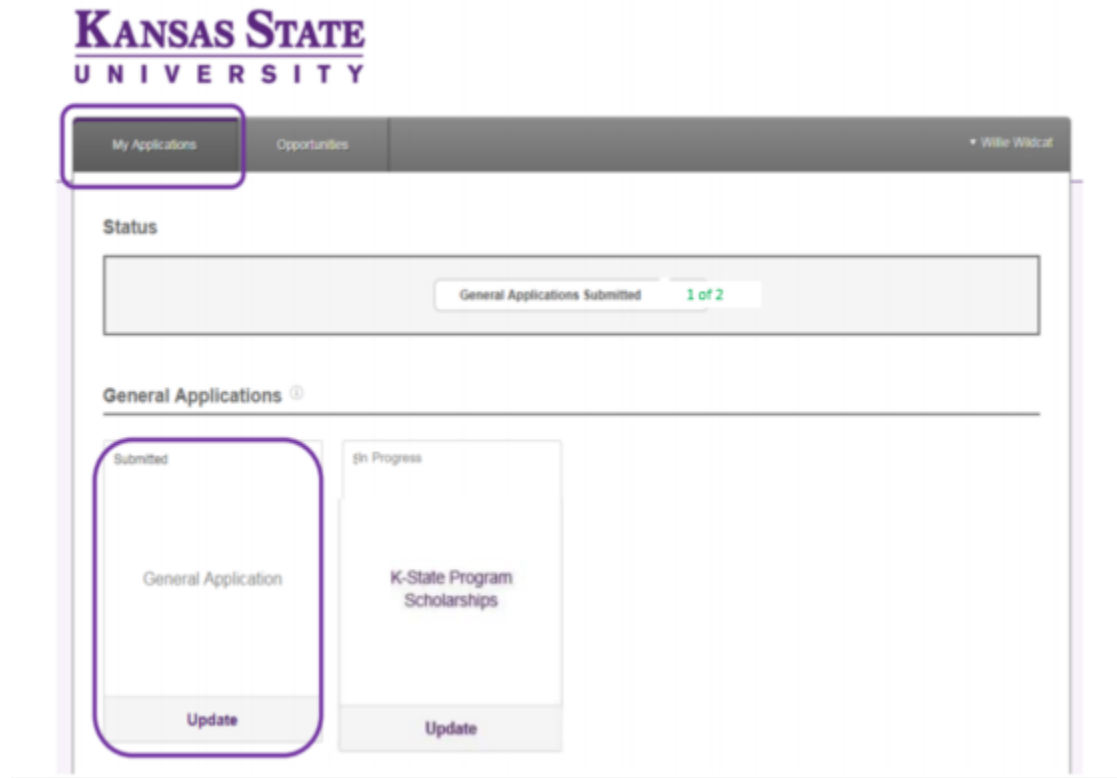 KANSAS STATE
UNIVERSITY
My Applications Opportunities Willie Wildcat
Status
General Applications Submitted 1 of 2
General Applications
Submitted
In Progress
General Application
K-State Program
Scholarships
Update
Update